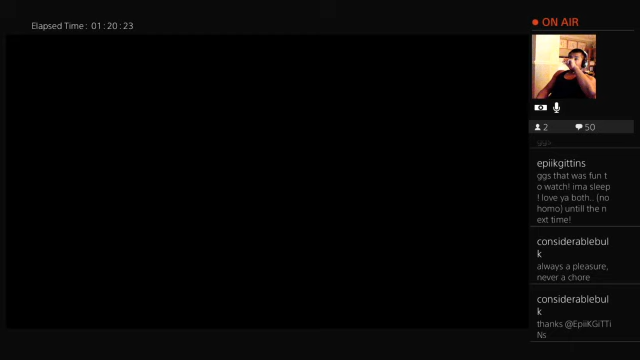 Elapsed Time: 01:20:23
ON AIR
2
50
epiikgittins
ggs that was fun t
o watch! ima sleep
! love ya both.. (no
homo) untill the n
ext time!
considerablebul
k
always a pleasure,
never a chore
considerablebul
k
thanks @EpiiKGiTTi
Ns